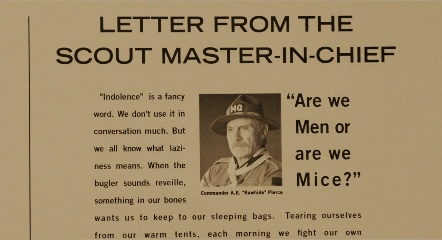 LETTER FROM THE
SCOUT MASTER-IN-CHIEF
"Indolence" is a fancy
word. We don't use it in
conversation much. But
we all know what lazi-
ness means. When the
bugler sounds reveille,
something in our bones
wants us to keep to our sleeping bags. Tearing ourselves
from our warm tents, each morning we fight our own
HQ
Commander A.E. "Rawhide" Pierce
"Are we
Men or
are we
Mice?"